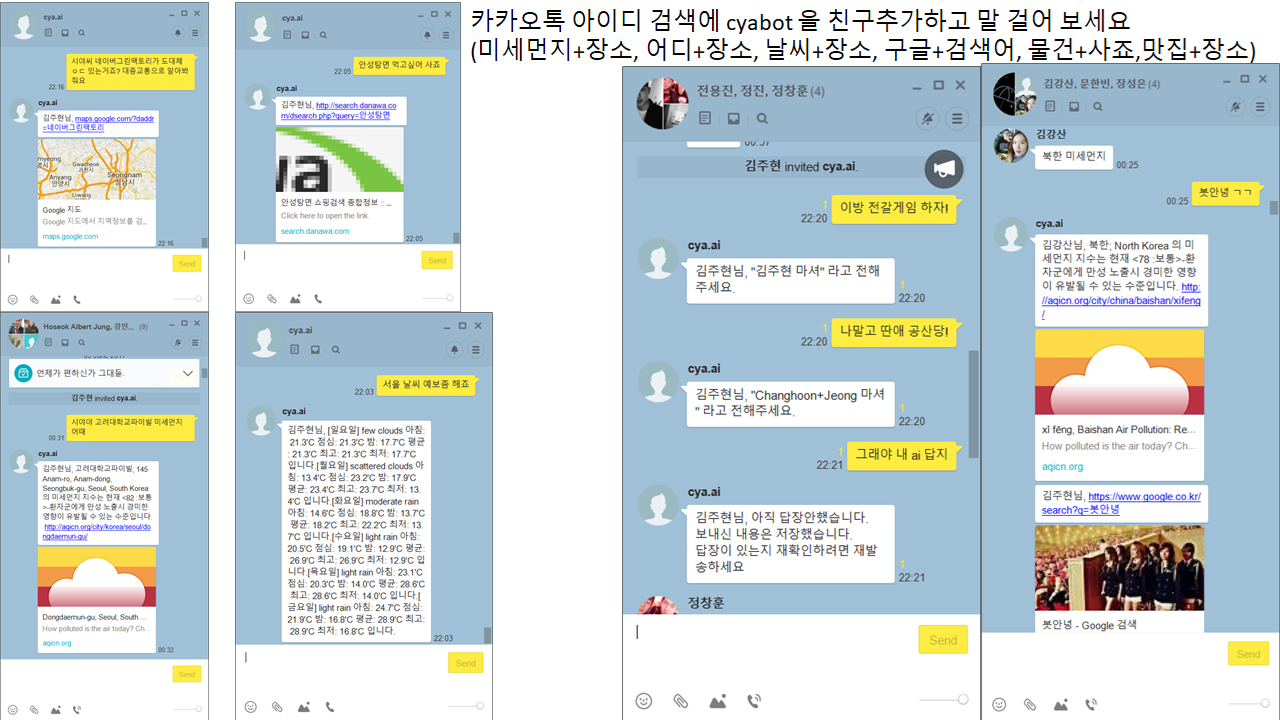 카카오톡 아이디 검색에 cyabot 을 친구추가하고 말 걸어 보세요
(미세먼지+장소, 어디+장소, 날씨+장소, 구글+검색어, 물건+사죠,맛집+장소)
cya.ai
시야씨 네이버그린팩토리가 도대체
ㅇㄷ 있는거죠? 대중교통으로 알아봐
줘요
22:16
cya.ai
김주현님, maps.google.com/?daddr
=네이버그린팩토리
Google 지도
Google 지도에서 지역정보를 검...
maps.google.com
22:16
Send
cya.ai
안성탕면 먹고싶어 사죠
22:05
cya.ai
김주현님, http://search.danawa.co
m/dsearch.php?query=안성탕면
안성탕면 쇼핑검색 종합정보 :: ...
Click here to open the link.
search.danawa.com
22:05
Send
Hoseok Albert Jung, 강민... (9)
언제가 편하신가 그대들.
김주현 invited cya.ai.
시야야 고려대학교파이빌 미세먼지
어때
00:31
cya.ai
김주현님, 고려대학교파이빌; 145
Anam-ro, Anam-dong,
Seongbuk-gu, Seoul, South Korea
의 미세먼지 지수는 현재 <82 :보통
>-환자군에게 만성 노출시 경미한
영향이 유발될 수 있는 수준입니다.
http://aqicn.org/city/korea/seoul/do
ngdaemun-gu/
Dongdaemun-gu, Seoul, South ...
How polluted is the air today? Ch...
aqicn.org
00:32
Send
cya.ai
서울 날씨 예보좀 해죠
22:03
cya.ai
김주현님, [일요일] few clouds 아침
: 21.3℃ 점심: 21.3℃ 밤: 17.7℃ 평균
: 21.3℃ 최고: 21.3℃ 최저: 17.7℃
입니다.[월요일] scattered clouds 아
침: 13.4℃ 점심: 23.2℃ 밤: 17.9℃
평균: 23.4℃ 최고: 23.7℃ 최저: 13.
4℃ 입니다.[화요일] moderate rain
아침: 14.6℃ 점심: 18.8℃ 밤: 13.7℃
평균: 18.2℃ 최고: 22.2℃ 최저: 13.
7℃ 입니다.[수요일] light rain 아침:
20.5℃ 점심: 19.1℃ 밤: 12.9℃ 평균:
26.9℃ 최고: 26.9℃ 최저: 12.9℃ 입
니다.[목요일] light rain 아침: 23.1℃
점심: 20.3℃ 밤: 14.0℃ 평균: 28.6℃
최고: 28.6℃ 최저: 14.0℃ 입니다.[
금요일] light rain 아침: 24.7℃ 점심:
21.9℃ 밤: 16.8℃ 평균: 28.9℃ 최고
: 28.9℃ 최저: 16.8℃ 입니다.
22:03
Send
전용진, 정진, 정창훈 (4)
김주현 invited cya.ai.
이방 전갈게임 하자!
1
22:20
cya.ai
김주현님, "김주현 마셔" 라고 전해
주세요.
1
22:20
나말고 딴애 공산당!
1
22:20
cya.ai
김주현님, "Changhoon+Jeong 마셔
" 라고 전해주세요.
1
22:20
그래야 내 ai 답지
1
22:21
cya.ai
김주현님, 아직 답장안했습니다.
보내신 내용은 저장했습니다.
답장이 있는지 재확인하려면 재발
송하세요
1
22:21
정창훈
Send
김강산, 문한빈, 장성은 (4)
김강산
북한 미세먼지
00:25
봇안녕 ㄱㄱ
00:25
cya.ai
김강산님, 북한; North Korea 의 미
세먼지 지수는 현재 <78 :보통>-환
자군에게 만성 노출시 경미한 영향
이 유발될 수 있는 수준입니다. http:
//aqicn.org/city/china/baishan/xifeng
/
xī fēng, Baishan Air Pollution: Re...
How polluted is the air today? Ch...
aqicn.org
김주현님, https://www.google.co.kr/
search?q=봇안녕
봇안녕 - Google 검색
Send